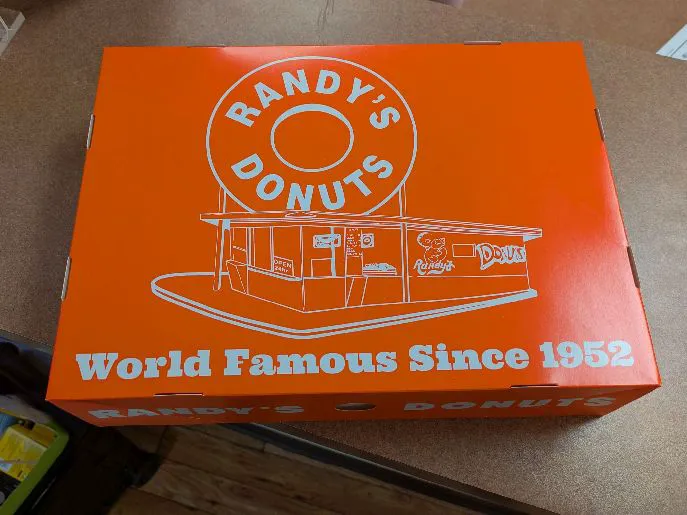 RANDY'S
DONUTS
OPEN
Randy's
DONUTS
World Famous Since 1952
RANDY'S DONUTS